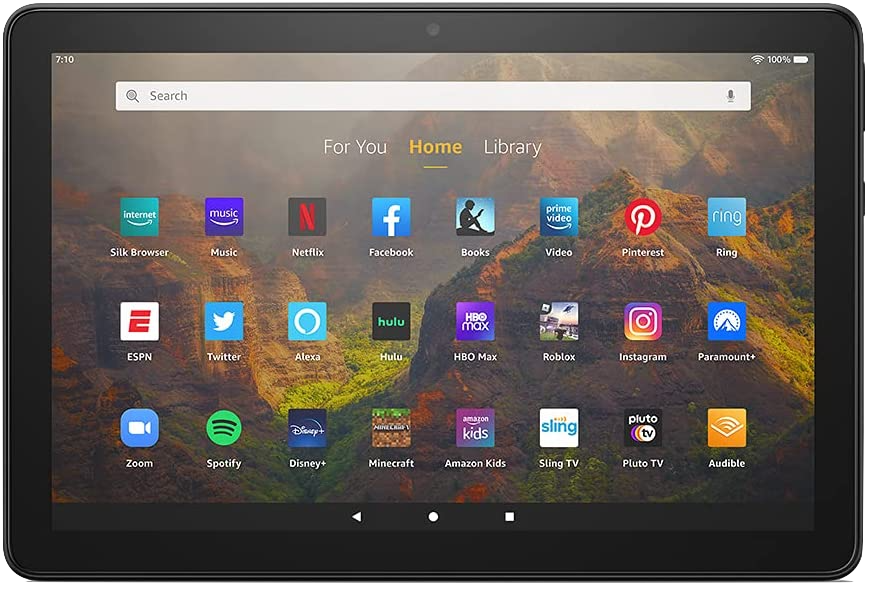 7:10 100%
Search
For You Home Library
internet music prime video ring
Silk Browser Music Netflix Facebook Books Video Pinterest Ring
hulu HBO max
ESPN Twitter Alexa Hulu HBO Max Roblox Instagram Paramount+
Disney+ MINECRAFT amazon kids sling pluto tv
Zoom Spotify Disney+ Minecraft Amazon Kids Sling TV Pluto TV Audible